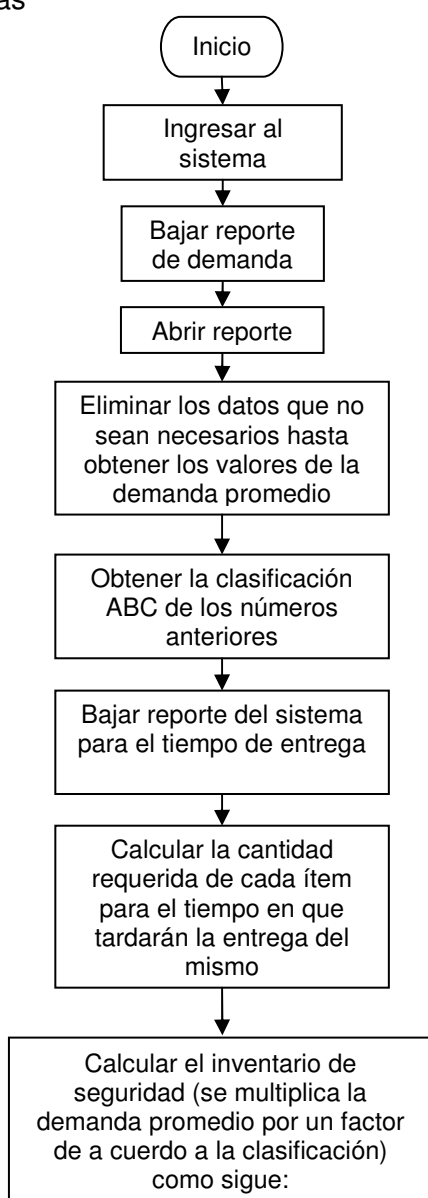 Inicio
Ingresar al
sistema
Bajar reporte
de demanda
Abrir reporte
Eliminar los datos que no
sean necesarios hasta
obtener los valores de la
demanda promedio
Obtener la clasificación
ABC de los números
anteriores
Bajar reporte del sistema
para el tiempo de entrega
Calcular la cantidad
requerida de cada ítem
para el tiempo en que
tardarán la entrega del
mismo
Calcular el inventario de
seguridad (se multiplica la
demanda promedio por un factor
de a cuerdo a la clasificación)
como sigue: